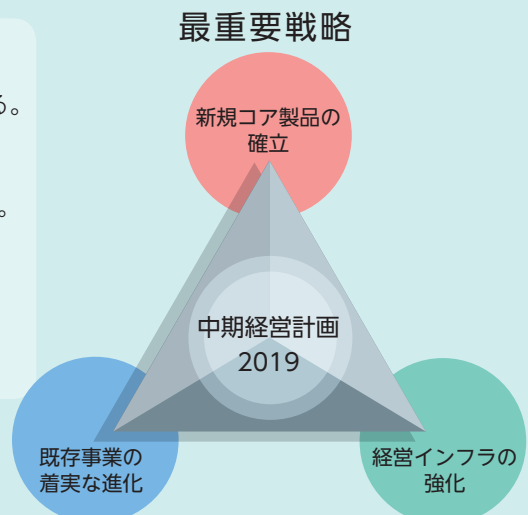 最重要戦略
る。
。
新規コア製品の
確立
中期経営計画
2019
既存事業の
着実な進化
経営インフラの
強化